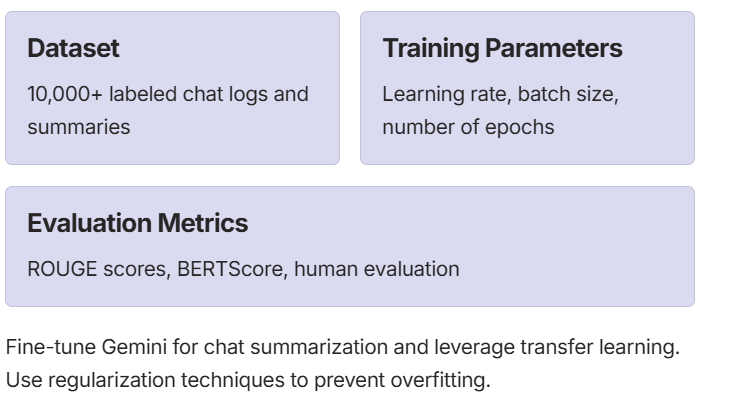 Dataset
10,000+ labeled chat logs and
summaries
Training Parameters
Learning rate, batch size,
number of epochs
Evaluation Metrics
ROUGE scores, BERTScore, human evaluation
Fine-tune Gemini for chat summarization and leverage transfer learning.
Use regularization techniques to prevent overfitting.